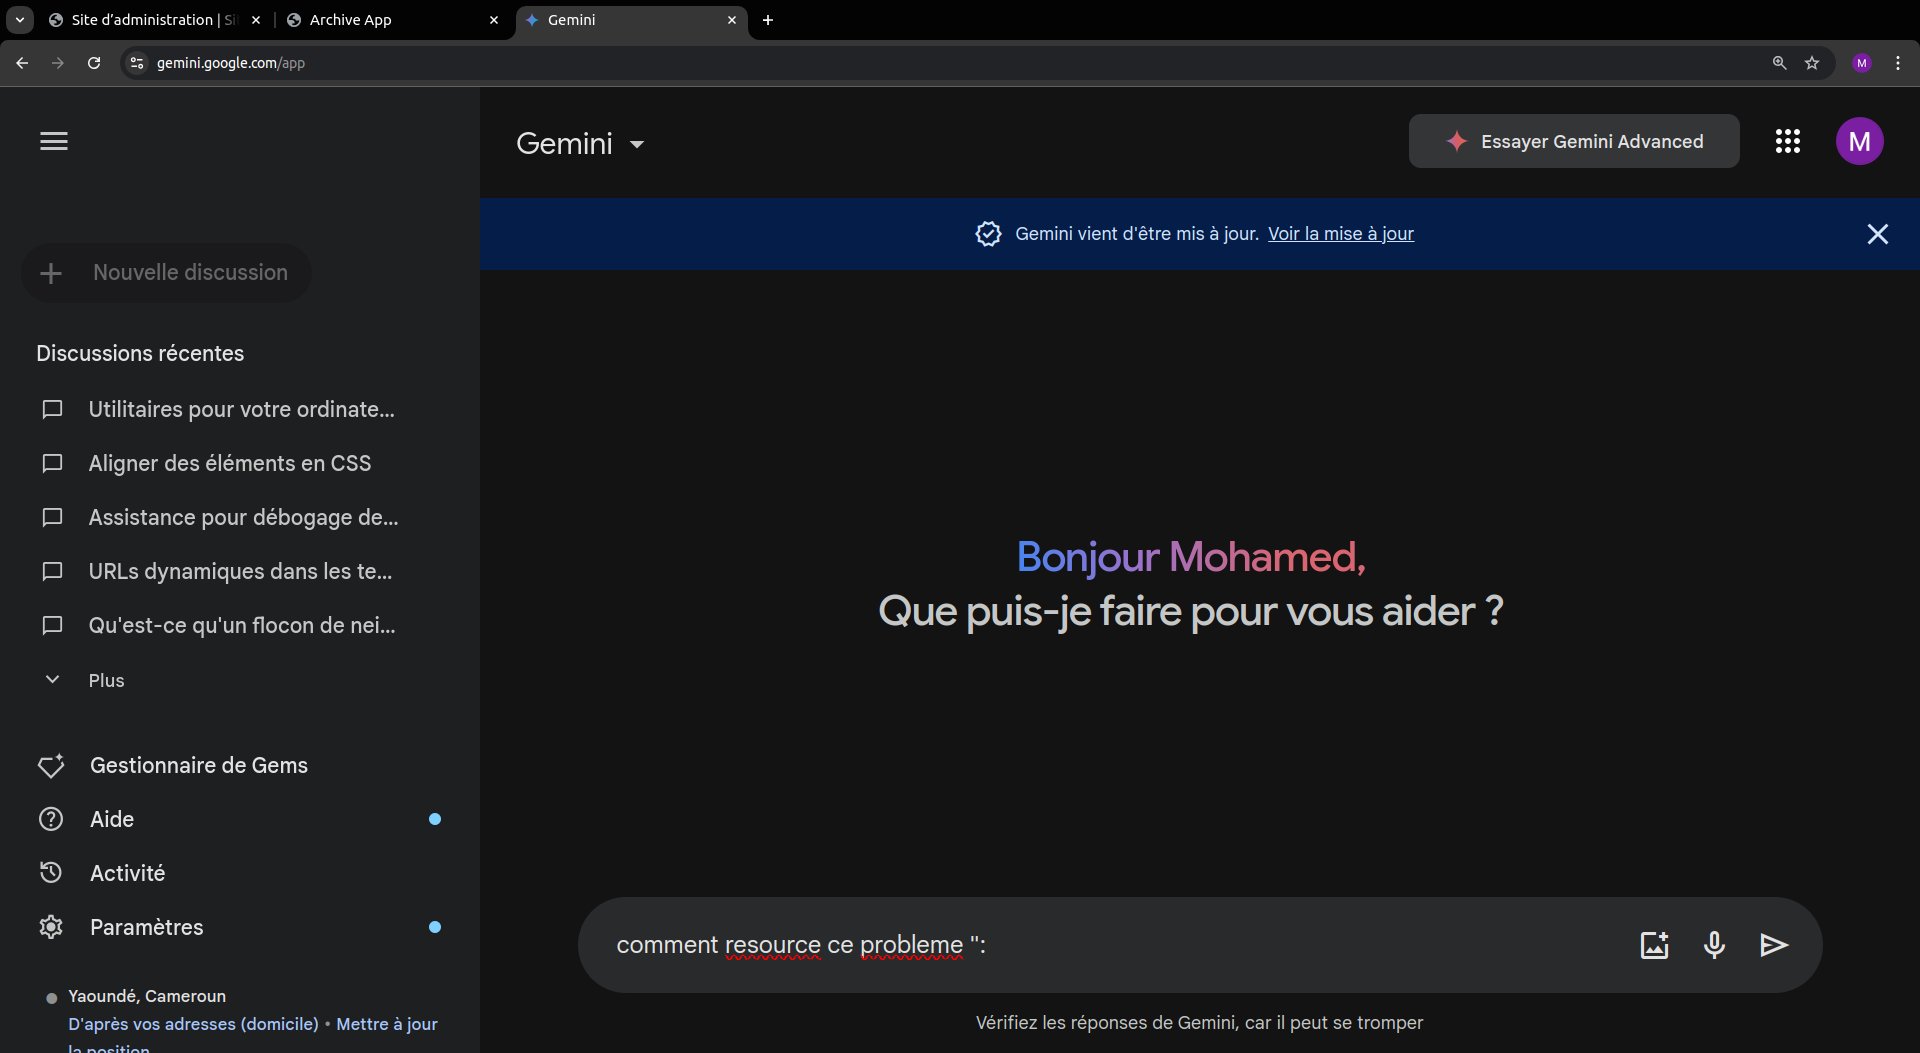 Site d'administration | Si
Archive App
Gemini
gemini.google.com/app
M
Gemini
Essayer Gemini Advanced
M
Gemini vient d'être mis à jour. Voir la mise à jour
Nouvelle discussion
Discussions récentes
Utilitaires pour votre ordinate...
Aligner des éléments en CSS
Assistance pour débogage de...
URLs dynamiques dans les te...
Qu'est-ce qu'un flocon de nei...
Plus
Gestionnaire de Gems
Aide
Activité
Paramètres
Yaoundé, Cameroun
D'après vos adresses (domicile) • Mettre à jour
la position
Bonjour Mohamed,
Que puis-je faire pour vous aider ?
comment resource ce probleme ":
Vérifiez les réponses de Gemini, car il peut se tromper